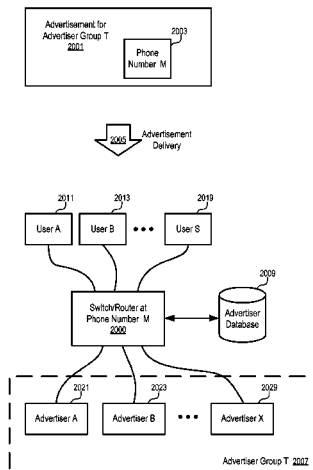 Advertisement for
Advertiser Group T
2001
2003
Phone
Number M
2005
Advertisement
Delivery
2011
2013
2019
User A
User B
User S
2009
Switch/Router at
Phone Number M
2000
Advertiser
Database
2021
2023
2029
Advertiser A
Advertiser B
Advertiser X
Advertiser Group T 2007